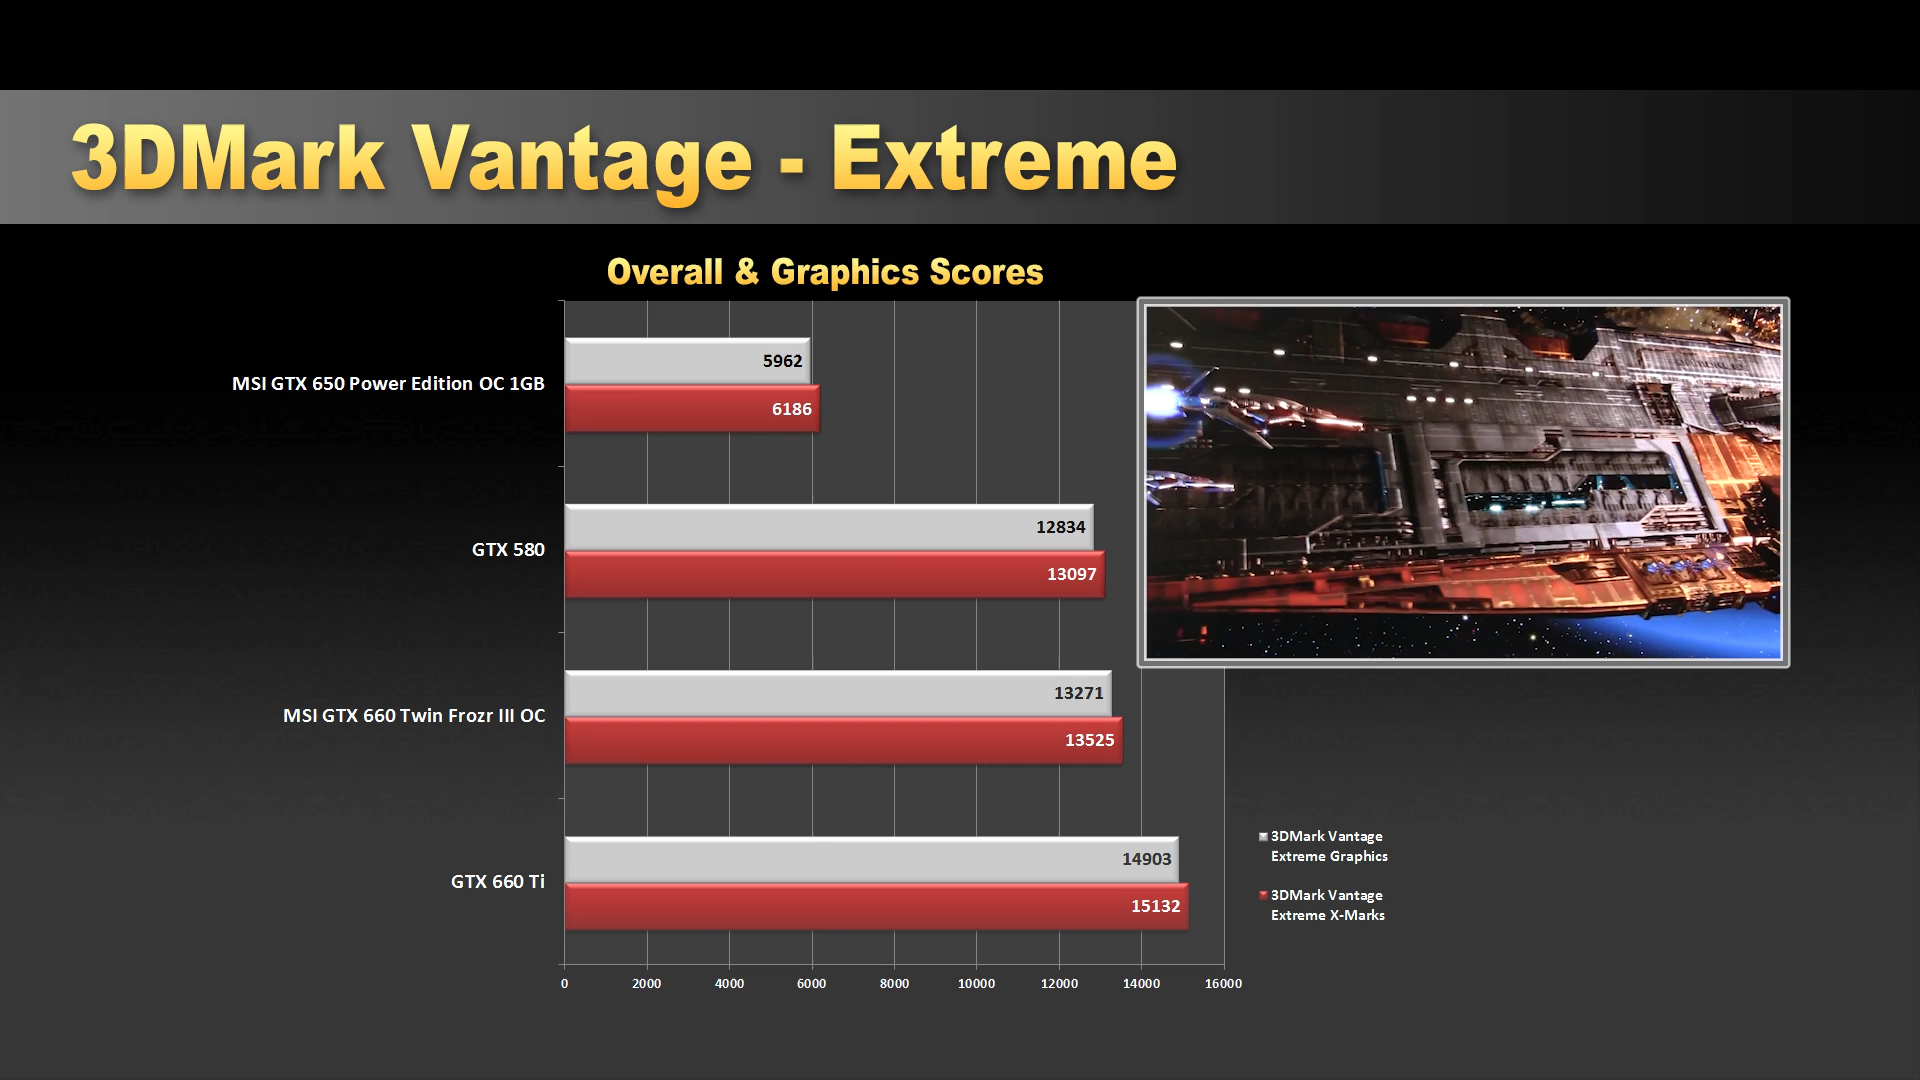 3DMark Vantage - Extreme
Overall & Graphics Scores
MSI GTX 650 Power Edition OC 1GB
5962
6186
GTX 580
12834
13097
MSI GTX 660 Twin Frozr III OC
13271
13525
GTX 660 Ti
14903
15132
0 2000 4000 6000 8000 10000 12000 14000 16000
3DMark Vantage
Extreme Graphics
3DMark Vantage
Extreme X-Marks